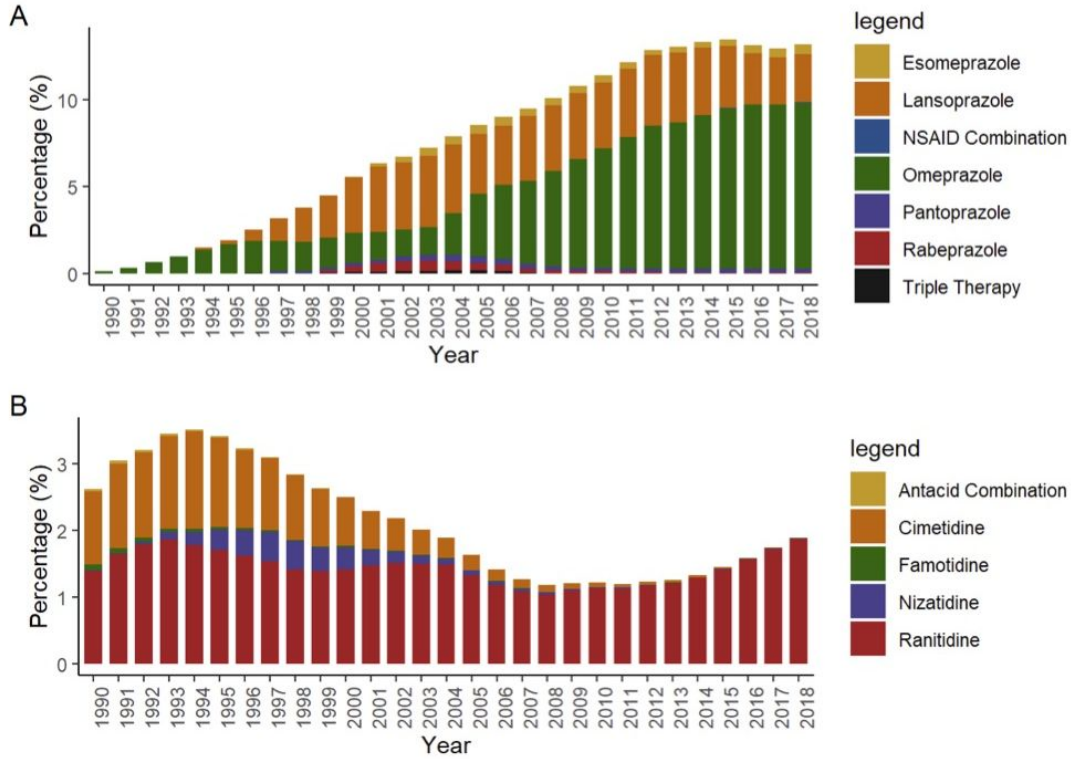 A
Percentage (%)
10
5
0
1990 1991 1992 1993 1994 1995 1996 1997 1998 1999 2000 2001 2002 2003 2004 2005 2006 2007 2008 2009 2010 2011 2012 2013 2014 2015 2016 2017 2018
Year
legend
Esomeprazole
Lansoprazole
NSAID Combination
Omeprazole
Pantoprazole
Rabeprazole
Triple Therapy
B
Percentage (%)
3
2
1
0
1990 1991 1992 1993 1994 1995 1996 1997 1998 1999 2000 2001 2002 2003 2004 2005 2006 2007 2008 2009 2010 2011 2012 2013 2014 2015 2016 2017 2018
Year
legend
Antacid Combination
Cimetidine
Famotidine
Nizatidine
Ranitidine